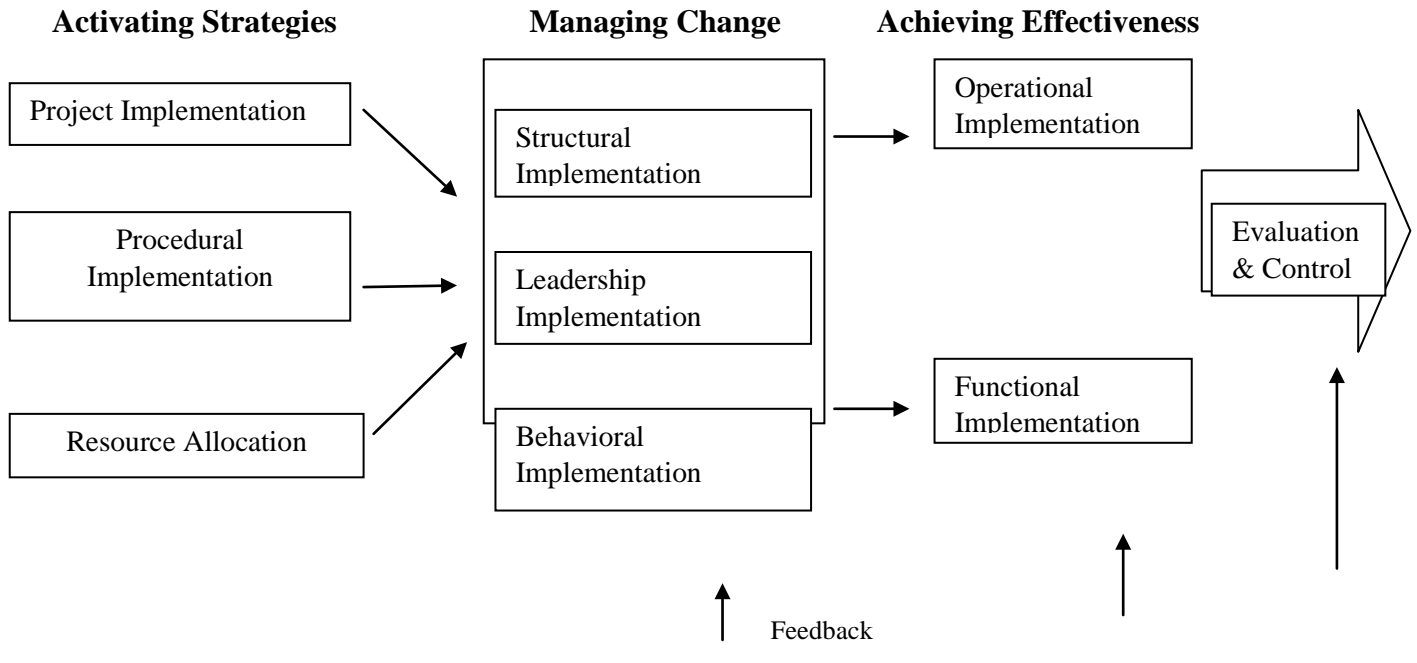 Activating Strategies
Managing Change
Achieving Effectiveness
Project Implementation
Procedural
Implementation
Resource Allocation
Structural
Implementation
Leadership
Implementation
Behavioral
Implementation
Operational
Implementation
Functional
Implementation
Evaluation
& Control
Feedback